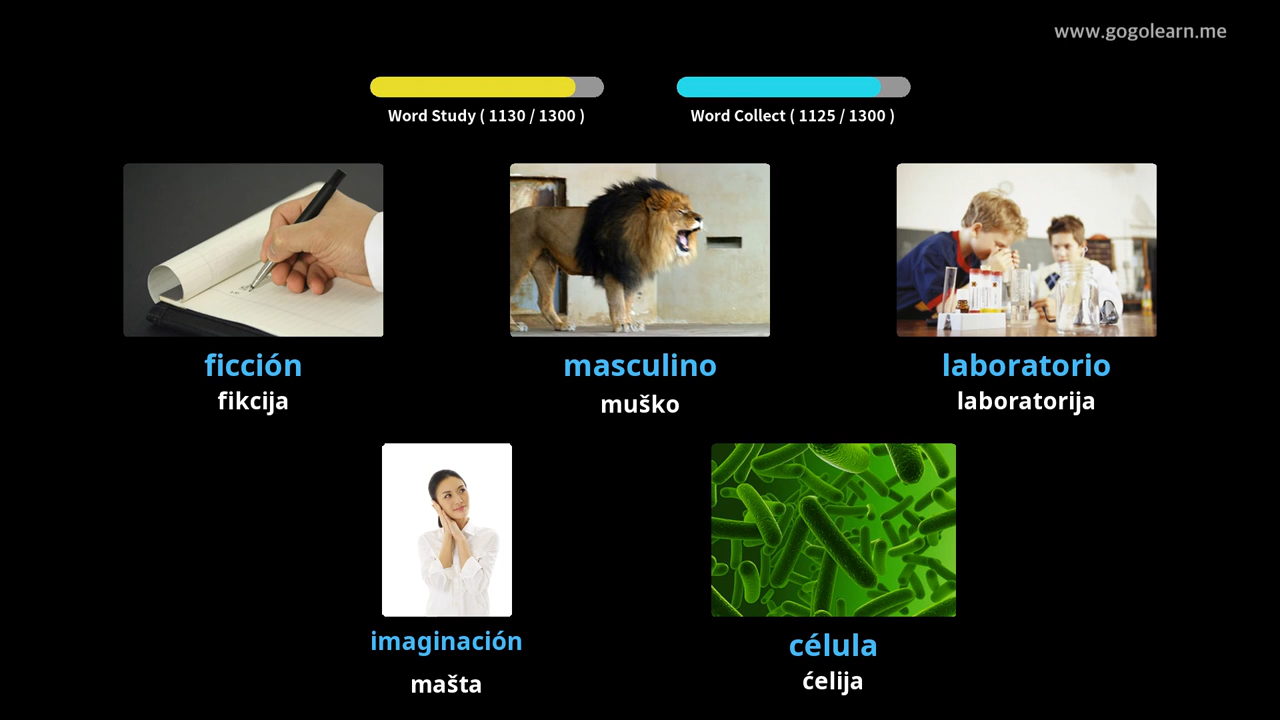 www.gogolearn.me
Word Study ( 1130 / 1300 )
Word Collect ( 1125 / 1300 )
ficción
fikcija
masculino
muško
laboratorio
laboratorija
imaginación
mašta
célula
ćelija